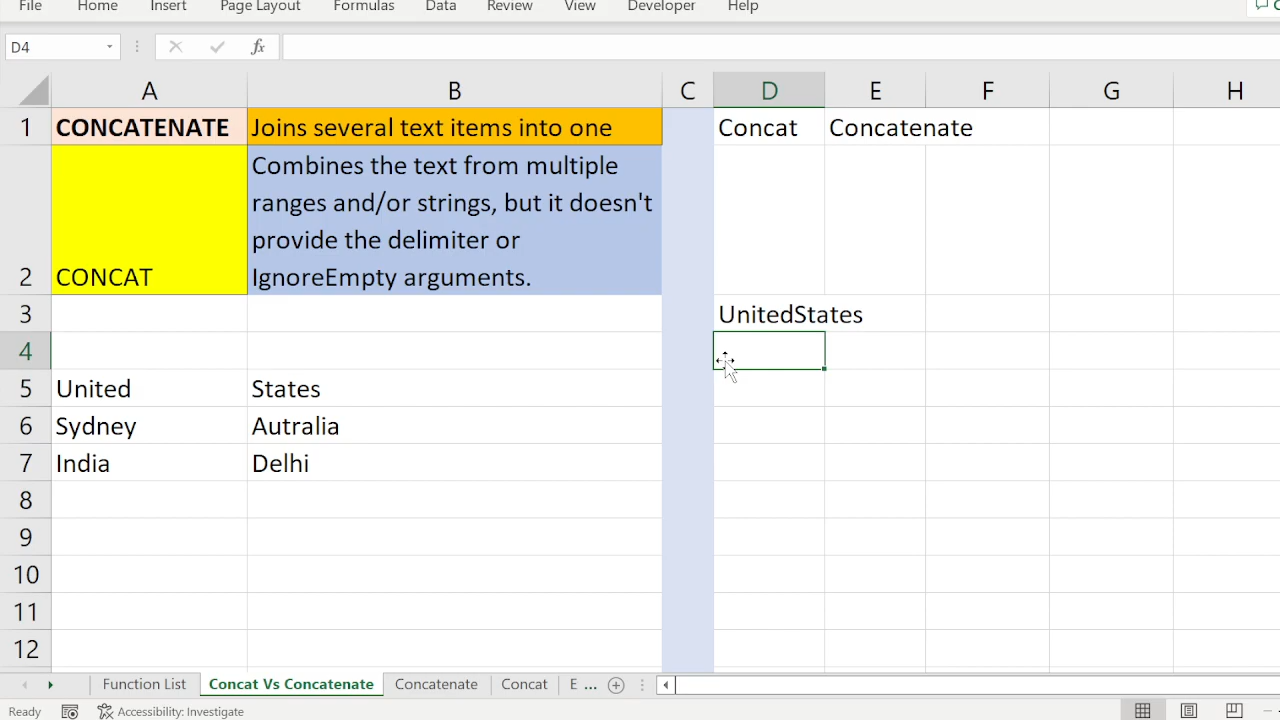 File Home Insert Page Layout Formulas Data Review View Developer Help
D4 fx
A B C D E F G H
1 CONCATENATE Joins several text items into one Concat Concatenate
Combines the text from multiple
ranges and/or strings, but it doesn't
provide the delimiter or
2 CONCAT IgnoreEmpty arguments.
3 UnitedStates
4
5 United States
6 Sydney Autralia
7 India Delhi
8
9
10
11
12
Function List Concat Vs Concatenate Concatenate Concat E ...
Ready Accessibility: Investigate